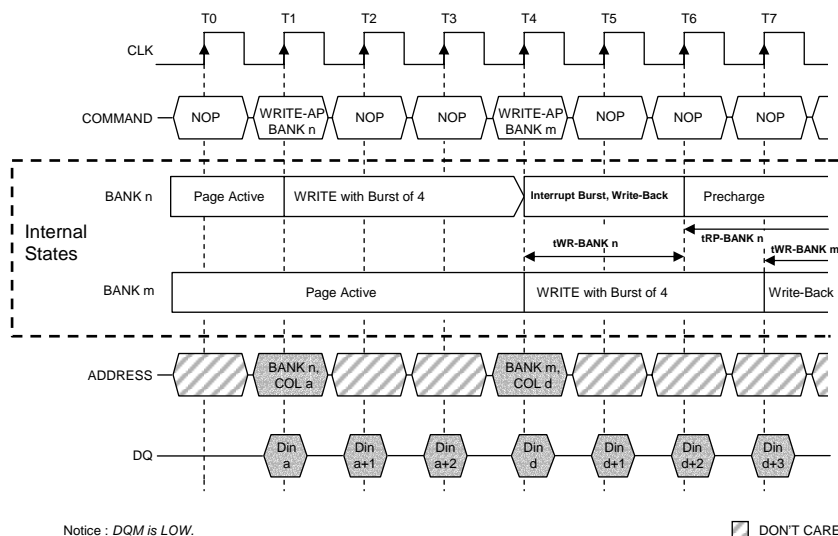 T0 T1 T2 T3 T4 T5 T6 T7
CLK
COMMAND NOP WRITE-AP BANK n NOP NOP WRITE-AP BANK m NOP NOP NOP
BANK n Page Active WRITE with Burst of 4 Interrupt Burst, Write-Back Precharge
Internal
States
tWR-BANK n tRP-BANK n tWR-BANK m
BANK m Page Active WRITE with Burst of 4 Write-Back
ADDRESS BANK n, COL a BANK m, COL d
DQ Din a Din a+1 Din a+2 Din d Din d+1 Din d+2 Din d+3
Notice : DQM is LOW. DON'T CARE